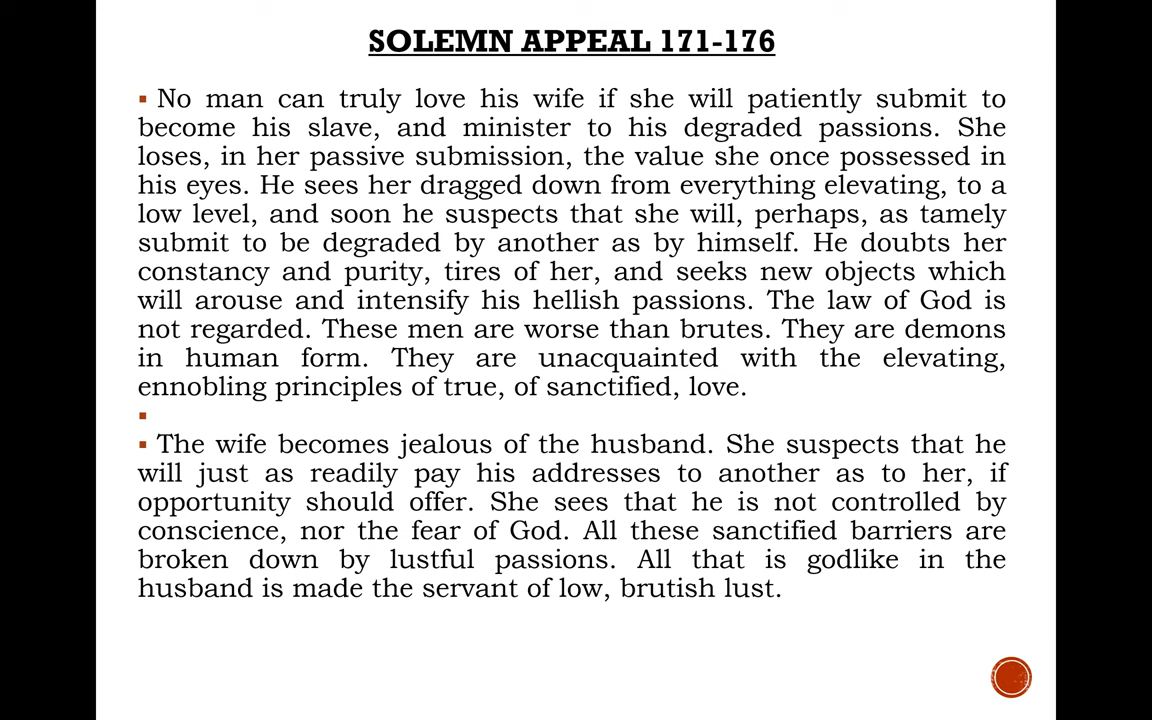 SOLEMN APPEAL 171-176
▪ No man can truly love his wife if she will patiently submit to
become his slave, and minister to his degraded passions. She
loses, in her passive submission, the value she once possessed in
his eyes. He sees her dragged down from everything elevating, to a
low level, and soon he suspects that she will, perhaps, as tamely
submit to be degraded by another as by himself. He doubts her
constancy and purity, tires of her, and seeks new objects which
will arouse and intensify his hellish passions. The law of God is
not regarded. These men are worse than brutes. They are demons
in human form. They are unacquainted with the elevating,
ennobling principles of true, of sanctified, love.
▪
▪ The wife becomes jealous of the husband. She suspects that he
will just as readily pay his addresses to another as to her, if
opportunity should offer. She sees that he is not controlled by
conscience, nor the fear of God. All these sanctified barriers are
broken down by lustful passions. All that is godlike in the
husband is made the servant of low, brutish lust.